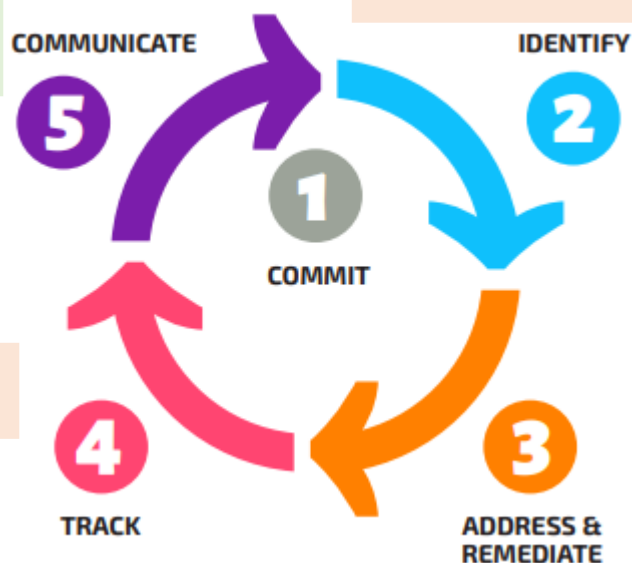 COMMUNICATE
5
IDENTIFY
2
1
COMMIT
4
TRACK
3
ADDRESS &
REMEDIATE